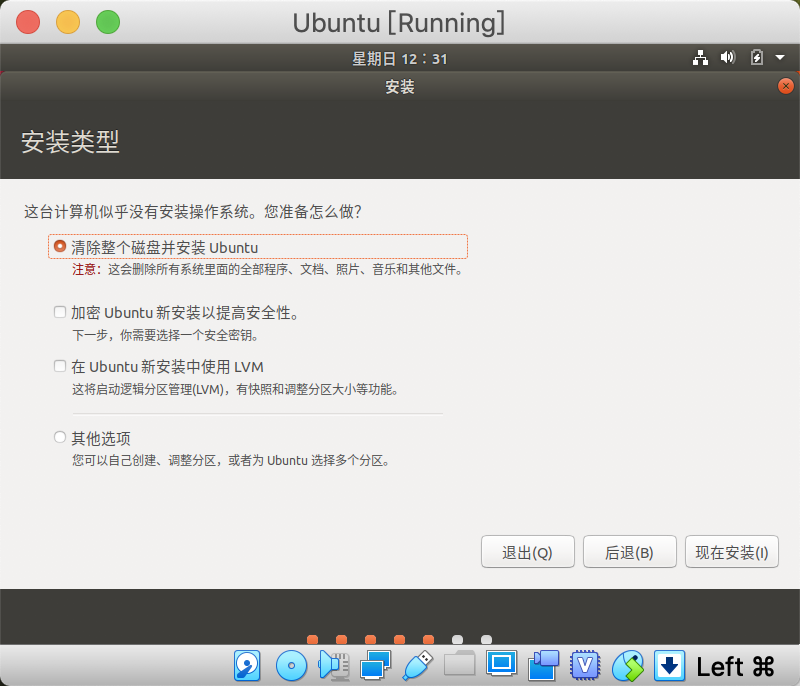 Ubuntu [Running]
星期日 12：31
安装
安装类型
这台计算机似乎没有安装操作系统。您准备怎么做?
清除整个磁盘并安装 Ubuntu
注意：这会删除所有系统里面的全部程序、文档、照片、音乐和其他文件。
加密 Ubuntu 新安装以提高安全性。
下一步，你需要选择一个安全密钥。
在 Ubuntu 新安装中使用 LVM
这将启动逻辑分区管理(LVM)，有快照和调整分区大小等功能。
其他选项
您可以自己创建、调整分区，或者为 Ubuntu 选择多个分区。
退出(Q) 后退(B) 现在安装(I)
V
Left ⌘